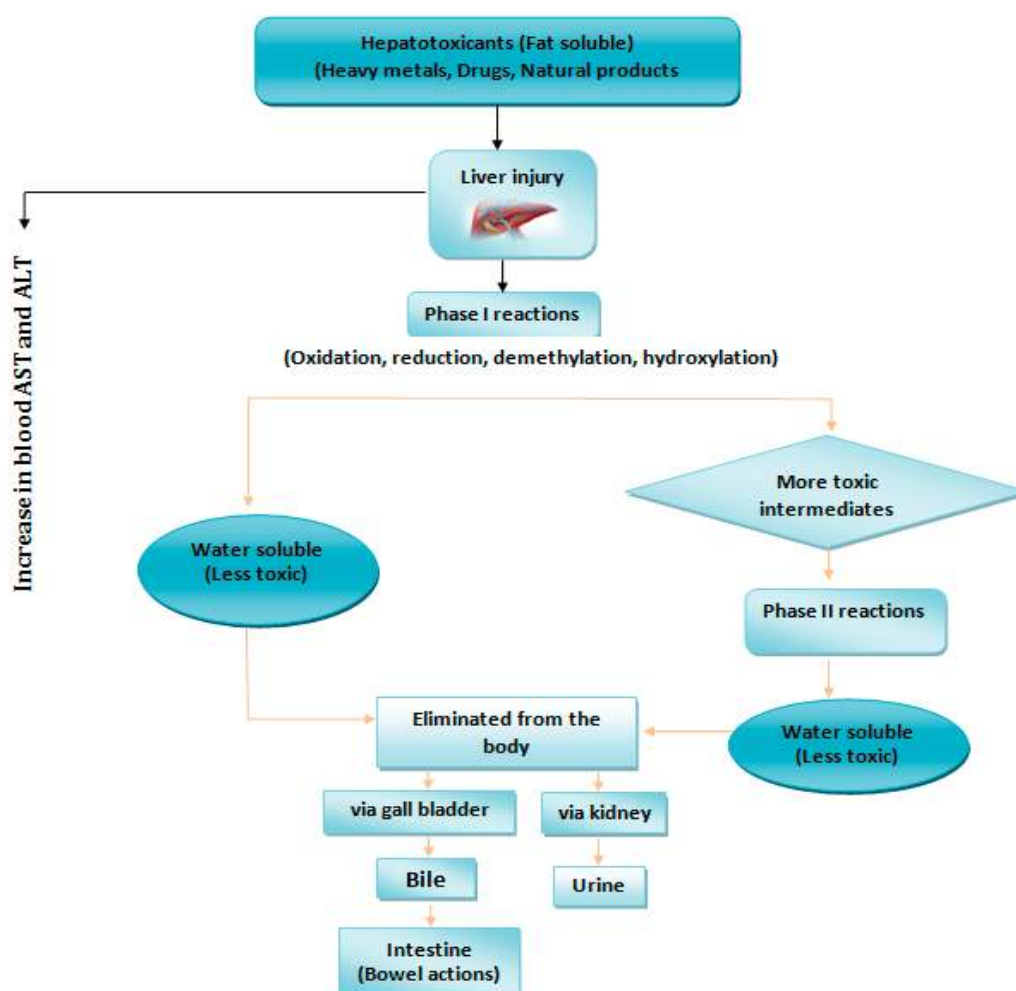 Hepatotoxicants (Fat soluble)
(Heavy metals, Drugs, Natural products
Liver injury
Increase in blood AST and ALT
Phase I reactions
(Oxidation, reduction, demethylation, hydroxylation)
More toxic
intermediates
Water soluble
(Less toxic)
Phase II reactions
Eliminated from the
body
Water soluble
(Less toxic)
via gall bladder
via kidney
Bile
Urine
Intestine
(Bowel actions)